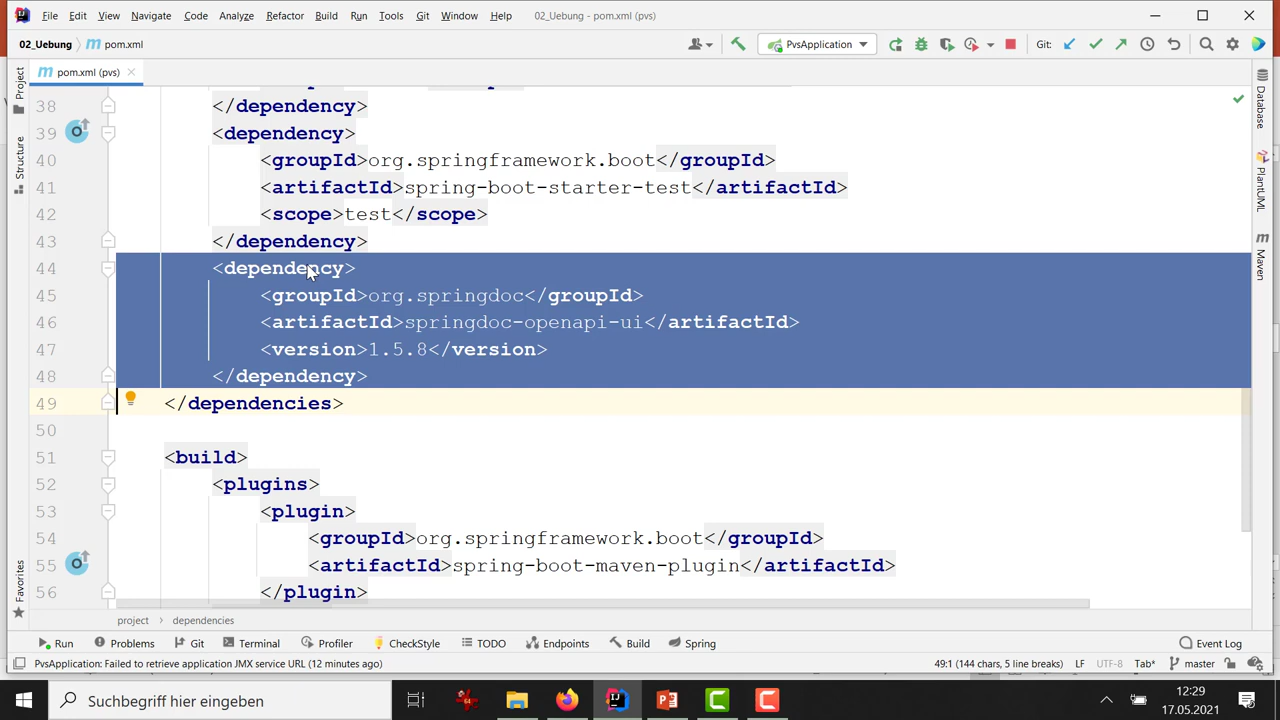 File Edit View Navigate Code Analyze Refactor Build Run Tools Git Window Help 02_Uebung - pom.xml (pvs)
02_Uebung pom.xml PvsApplication Git:
pom.xml (pvs)
38 </dependency>
39 <dependency>
40 <groupId>org.springframework.boot</groupId>
41 <artifactId>spring-boot-starter-test</artifactId>
42 <scope>test</scope>
43 </dependency>
44 <dependency>
45 <groupId>org.springdoc</groupId>
46 <artifactId>springdoc-openapi-ui</artifactId>
47 <version>1.5.8</version>
48 </dependency>
49 </dependencies>
50
51 <build>
52 <plugins>
53 <plugin>
54 <groupId>org.springframework.boot</groupId>
55 <artifactId>spring-boot-maven-plugin</artifactId>
56 </plugin>
Project
Structure
Favorites
Database
PlantUML
Maven
project dependencies
Run Problems Git Terminal Profiler CheckStyle TODO Endpoints Build Spring Event Log
PvsApplication: Failed to retrieve application JMX service URL (12 minutes ago) 49:1 (144 chars, 5 line breaks) LF UTF-8 Tab* master
Suchbegriff hier eingeben
12:29
17.05.2021